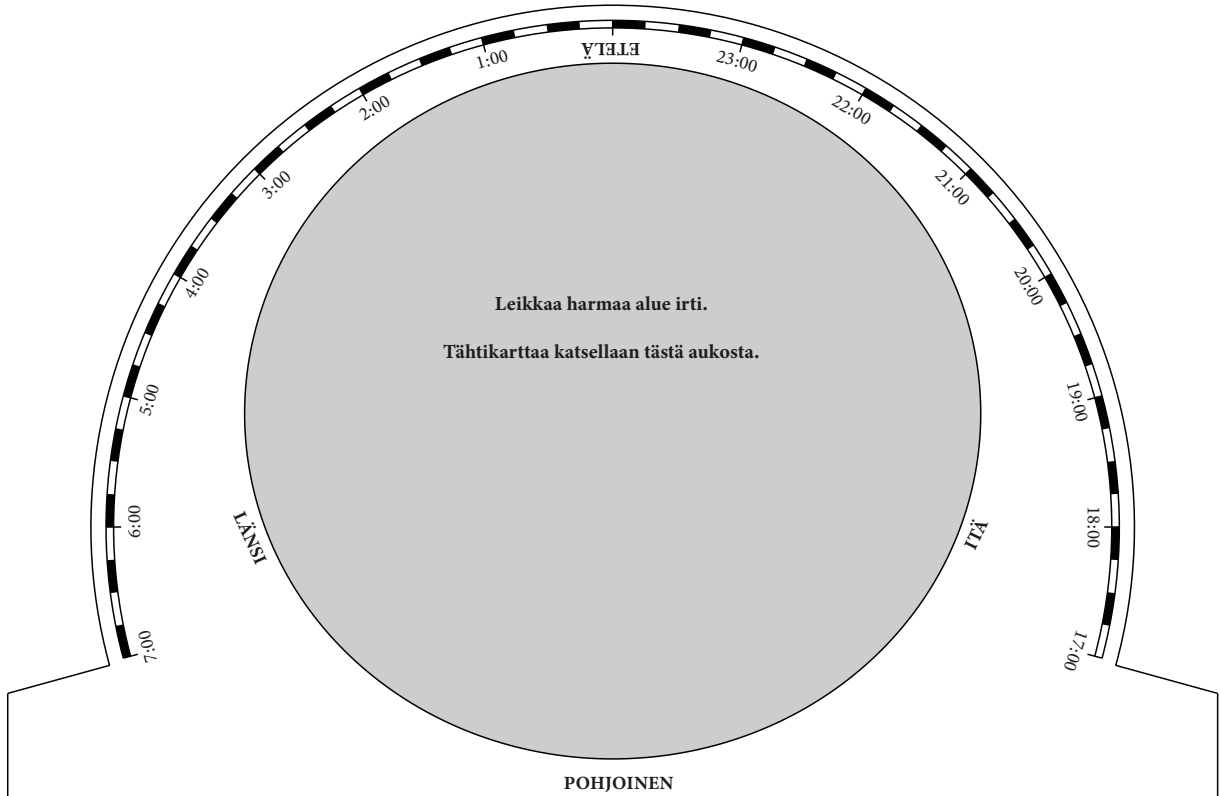 ETELÄ
1:00
23:00
2:00
22:00
3:00
21:00
4:00
20:00
Leikkaa harmaa alue irti.
Tähtikarttaa katsellaan tästä aukosta.
5:00
19:00
6:00
18:00
LÄNSI
ITÄ
7:00
17:00
POHJOINEN